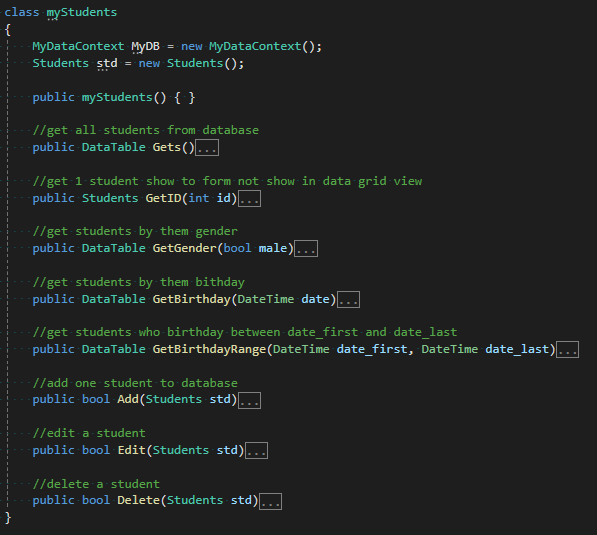 class myStudents
{
MyDataContext MyDB = new MyDataContext();
Students std = new Students();
public myStudents() { }
//get all students from database
public DataTable Gets()...
//get 1 student show to form not show in data grid view
public Students GetID(int id)...
//get students by them gender
public DataTable GetGender(bool male)...
//get students by them bithday
public DataTable GetBirthday(DateTime date)...
//get students who birthday between date_first and date_last
public DataTable GetBirthdayRange(DateTime date_first, DateTime date_last)...
//add one student to database
public bool Add(Students std)...
//edit a student
public bool Edit(Students std)...
//delete a student
public bool Delete(Students std)...
}